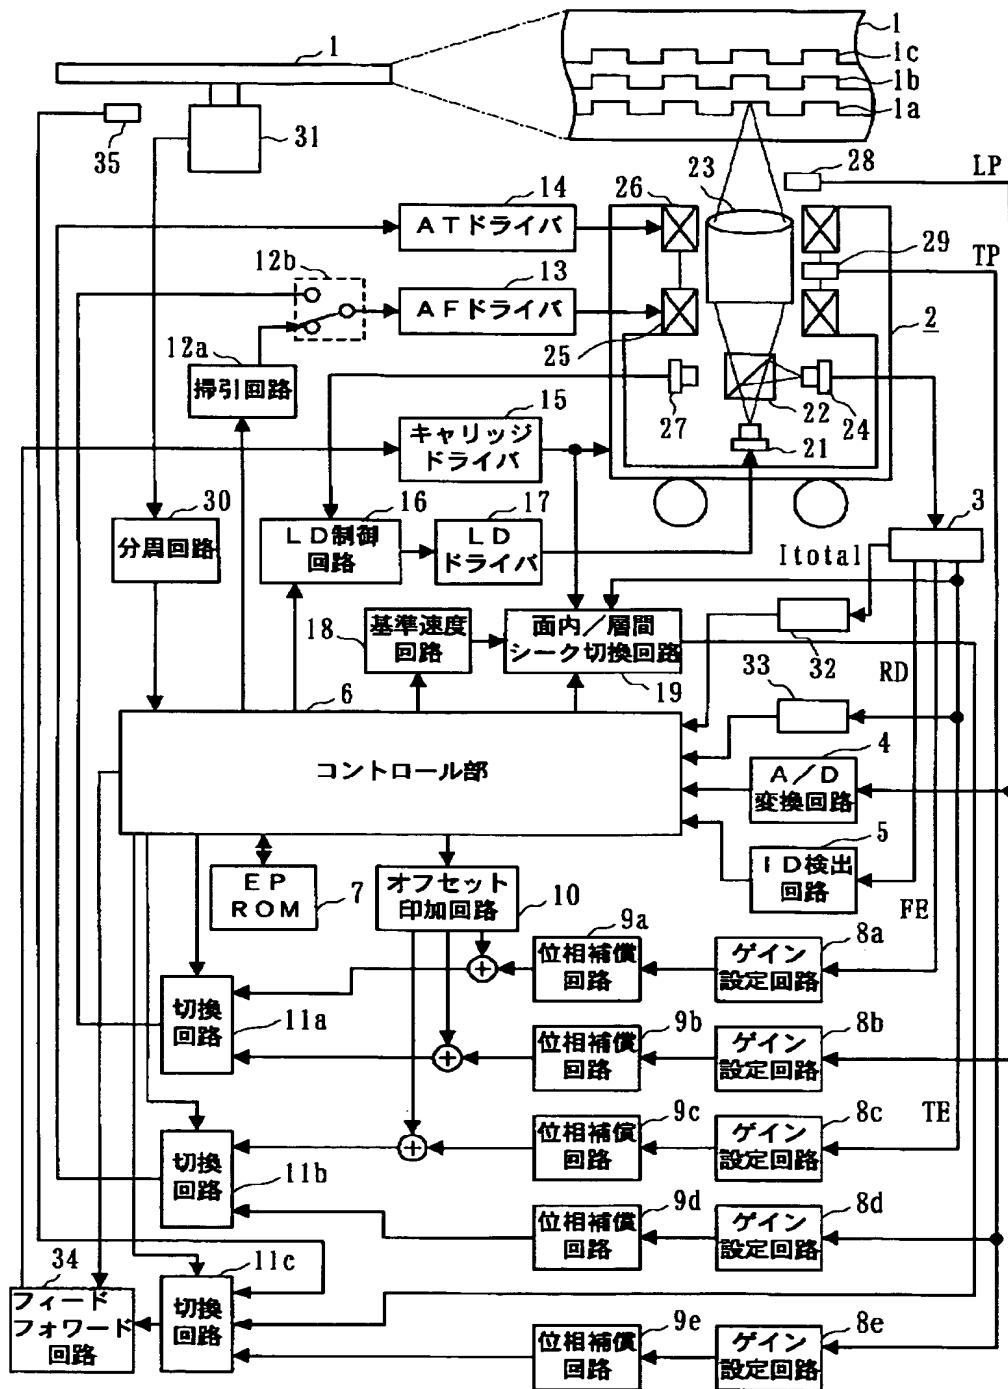 1
1
1c
1b
1a
35
31
28
LP
23
26
14
ATドライバ
29
TP
12b
13
AFドライバ
2
25
12a
掃引回路
15
キャリッジ
ドライバ
27
22
24
21
30
分周回路
16
LD制御
回路
17
LD
ドライバ
3
Itotal
18
基準速度
回路
面内/層間
シーク切換回路
19
32
RD
33
6
コントロール部
4
A/D
変換回路
5
ID検出
回路
EP
ROM
7
オフセット
印加回路
10
FE
9a
位相補償
回路
8a
ゲイン
設定回路
切換
回路
11a
9b
位相補償
回路
8b
ゲイン
設定回路
9c
位相補償
回路
8c
ゲイン
設定回路
TE
切換
回路
11b
9d
位相補償
回路
8d
ゲイン
設定回路
34
フィード
フォワード
回路
11c
切換
回路
9e
位相補償
回路
8e
ゲイン
設定回路